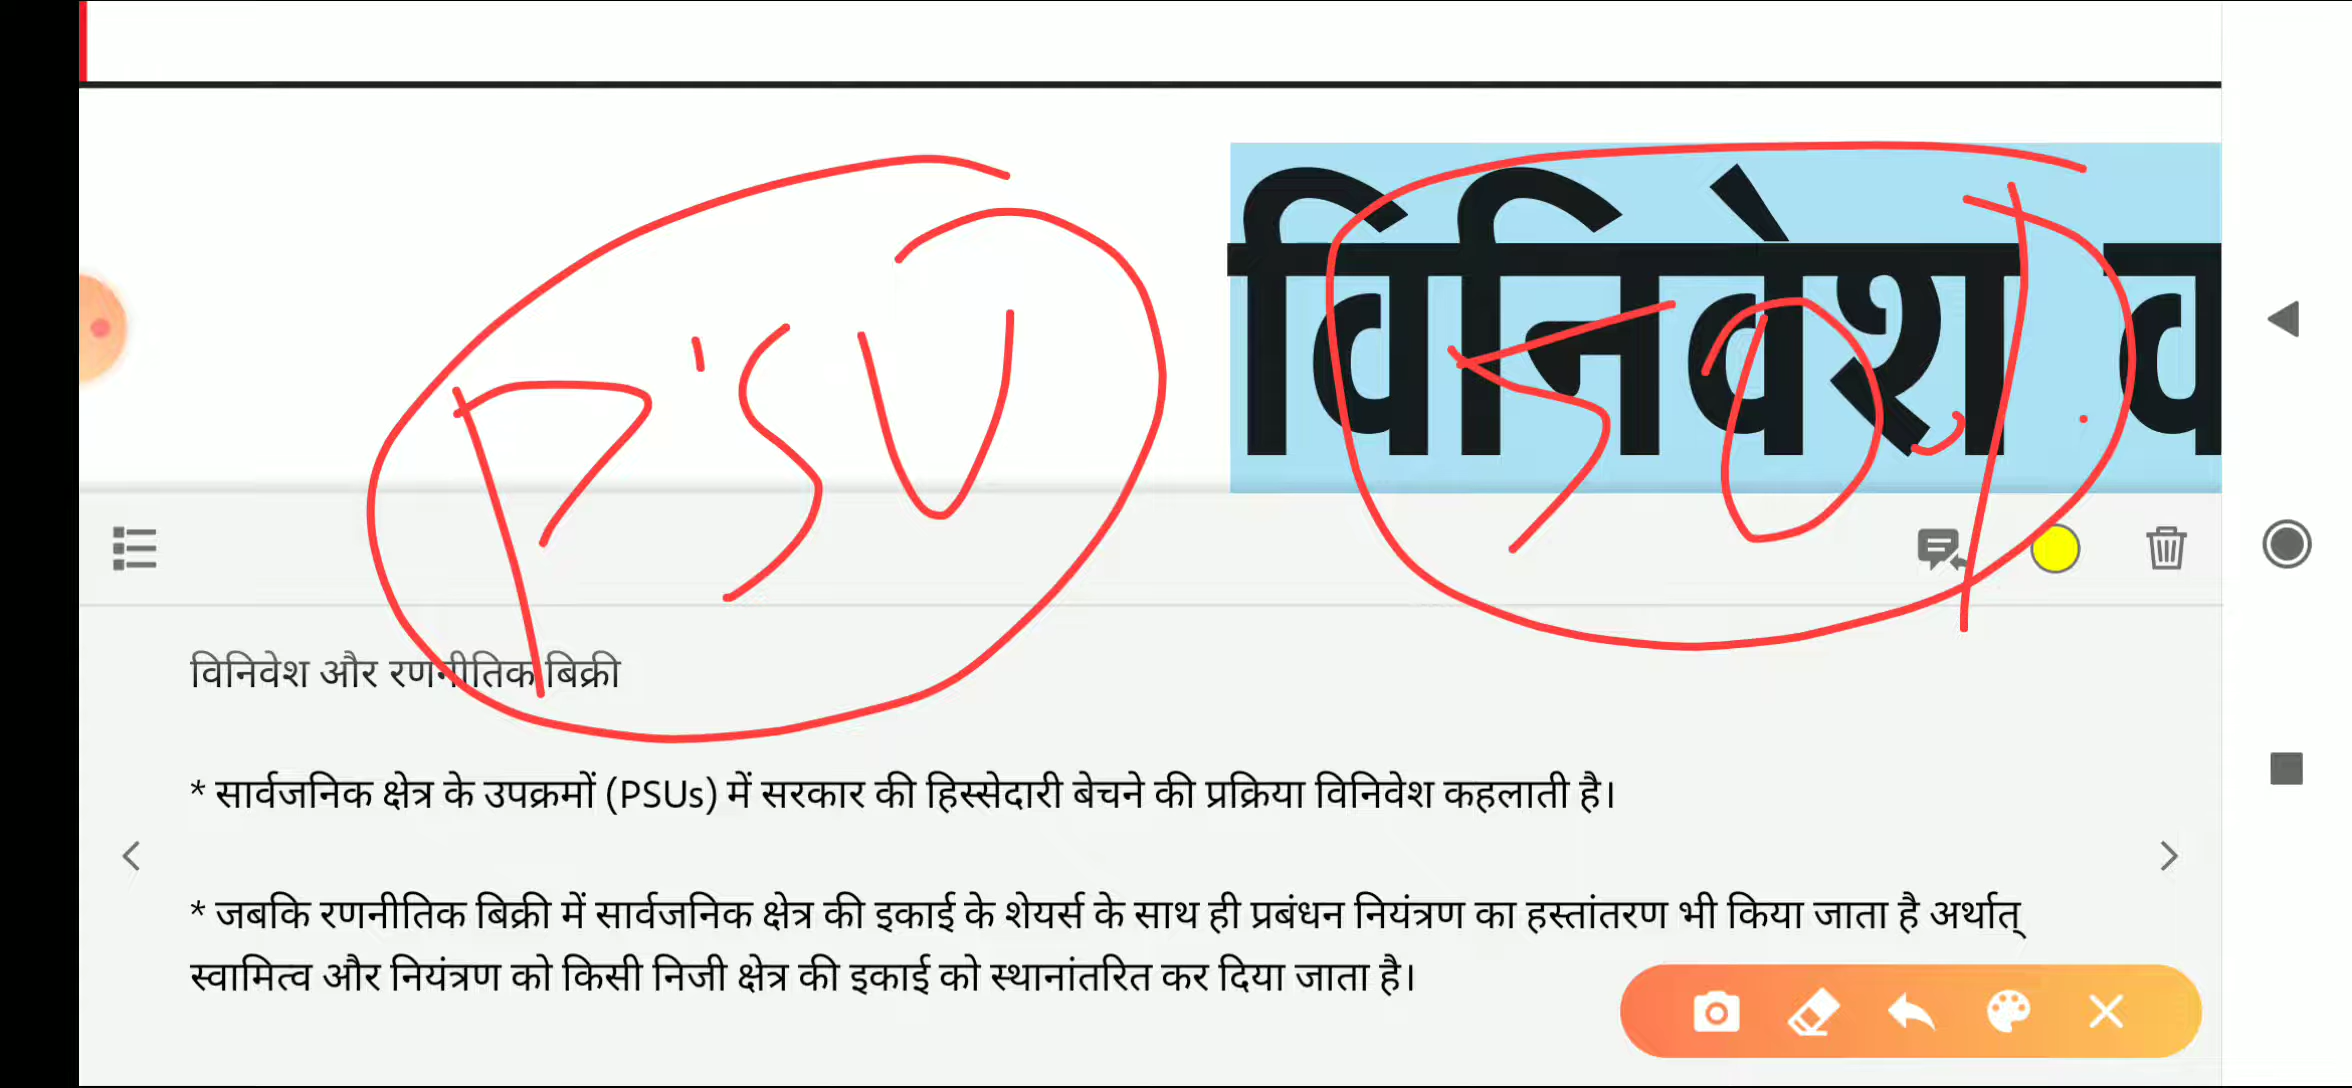 विनिवेश व
PSU
50%
विनिवेश और रणनीतिक बिक्री
* सार्वजनिक क्षेत्र के उपक्रमों (PSUs) में सरकार की हिस्सेदारी बेचने की प्रक्रिया विनिवेश कहलाती है।
* जबकि रणनीतिक बिक्री में सार्वजनिक क्षेत्र की इकाई के शेयर्स के साथ ही प्रबंधन नियंत्रण का हस्तांतरण भी किया जाता है अर्थात्
स्वामित्व और नियंत्रण को किसी निजी क्षेत्र की इकाई को स्थानांतरित कर दिया जाता है।